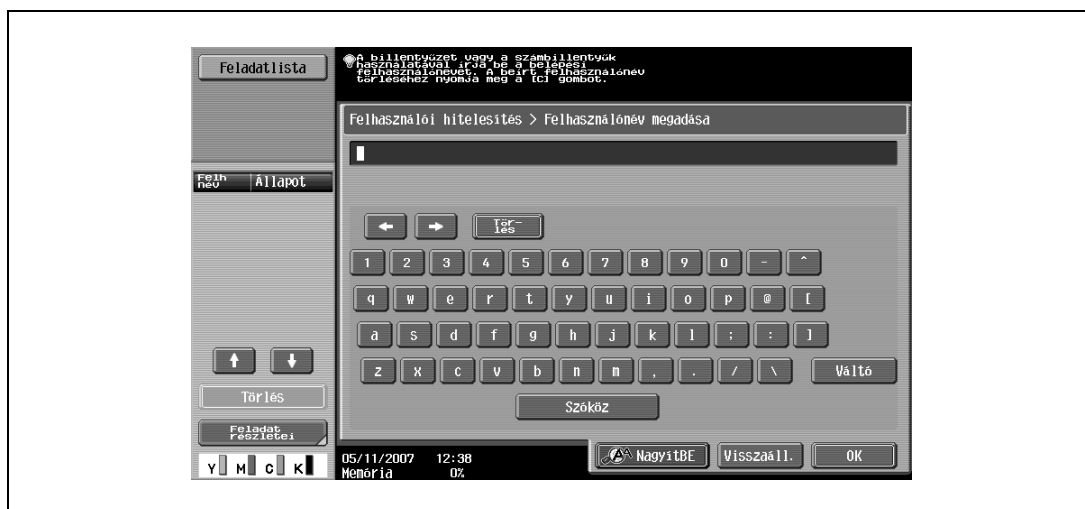 Feladatlista
A billentyűzet vagy a számbillentyűk
használatával írja be a belépési
felhasználónevet. A beírt felhasználónév
törléséhez nyomja meg a [C] gombot.
Felhasználói hitelesítés > Felhasználónév megadása
Felh név Állapot
Tör- lés
1 2 3 4 5 6 7 8 9 0 - ^
q w e r t y u i o p @ [
a s d f g h j k l ; : ]
z x c v b n m , . / \ Váltó
Szóköz
Törlés
Feladat
részletei
Y M C K
05/11/2007 12:38
Memória 0%
NagyítBE Visszaáll. OK